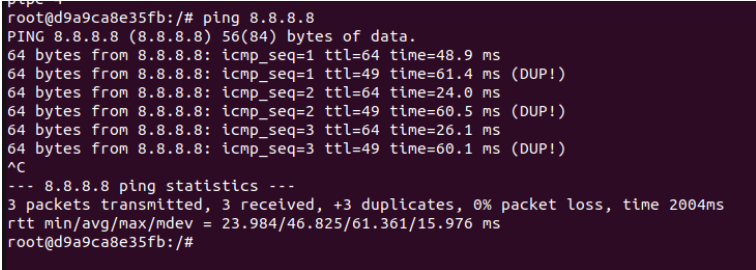 root@d9a9ca8e35fb:/# ping 8.8.8.8
PING 8.8.8.8 (8.8.8.8) 56(84) bytes of data.
64 bytes from 8.8.8.8: icmp_seq=1 ttl=64 time=48.9 ms
64 bytes from 8.8.8.8: icmp_seq=1 ttl=49 time=61.4 ms (DUP!)
64 bytes from 8.8.8.8: icmp_seq=2 ttl=64 time=24.0 ms
64 bytes from 8.8.8.8: icmp_seq=2 ttl=49 time=60.5 ms (DUP!)
64 bytes from 8.8.8.8: icmp_seq=3 ttl=64 time=26.1 ms
64 bytes from 8.8.8.8: icmp_seq=3 ttl=49 time=60.1 ms (DUP!)
^C
--- 8.8.8.8 ping statistics ---
3 packets transmitted, 3 received, +3 duplicates, 0% packet loss, time 2004ms
rtt min/avg/max/mdev = 23.984/46.825/61.361/15.976 ms
root@d9a9ca8e35fb:/#